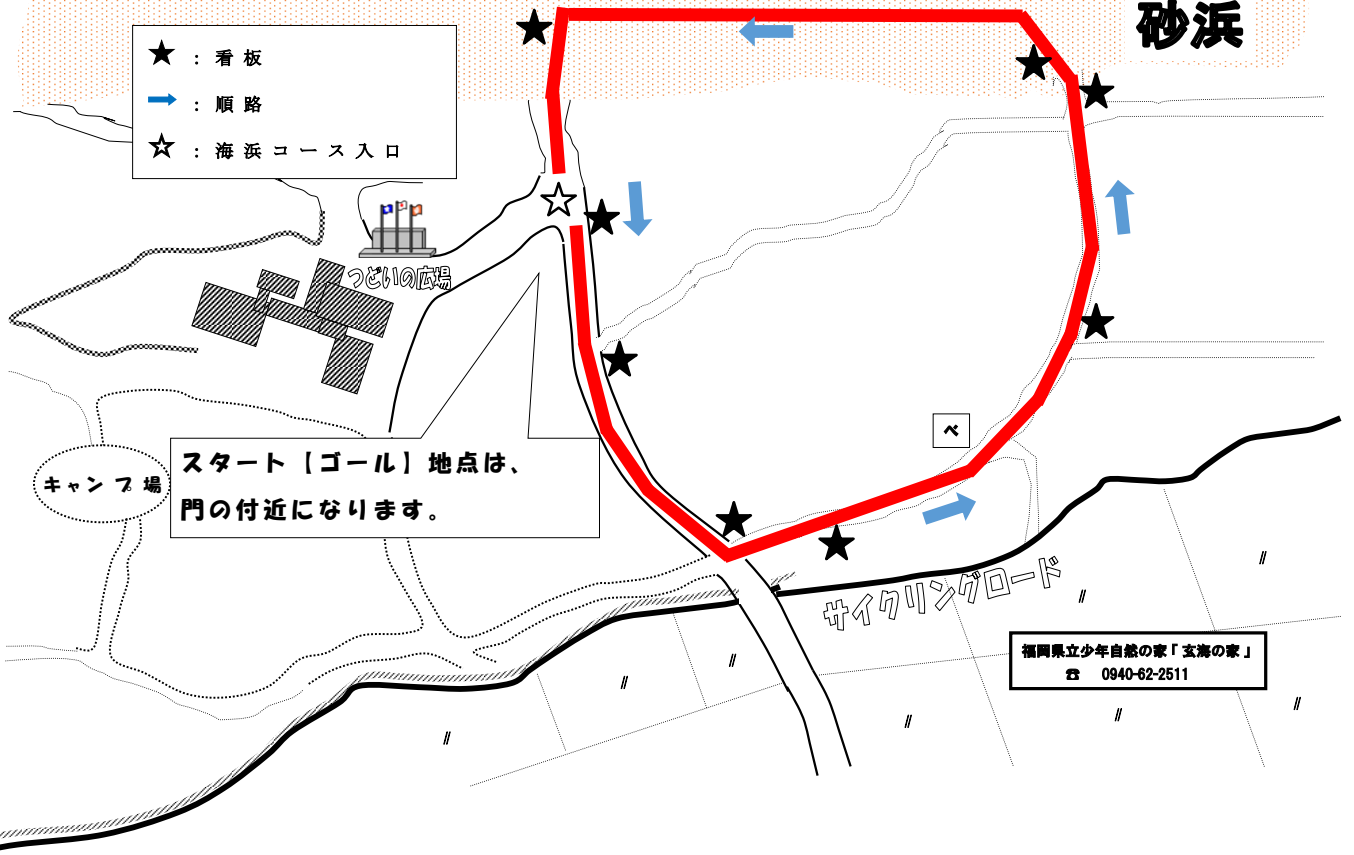 砂浜
★ : 看板
➡ : 順路
☆ : 海浜コース入口
つどいの広場
スタート【ゴール】地点は、
門の付近になります。
キャンプ場
べ
サイクリングロード
福岡県立少年自然の家「玄海の家」
☎ 0940-62-2511